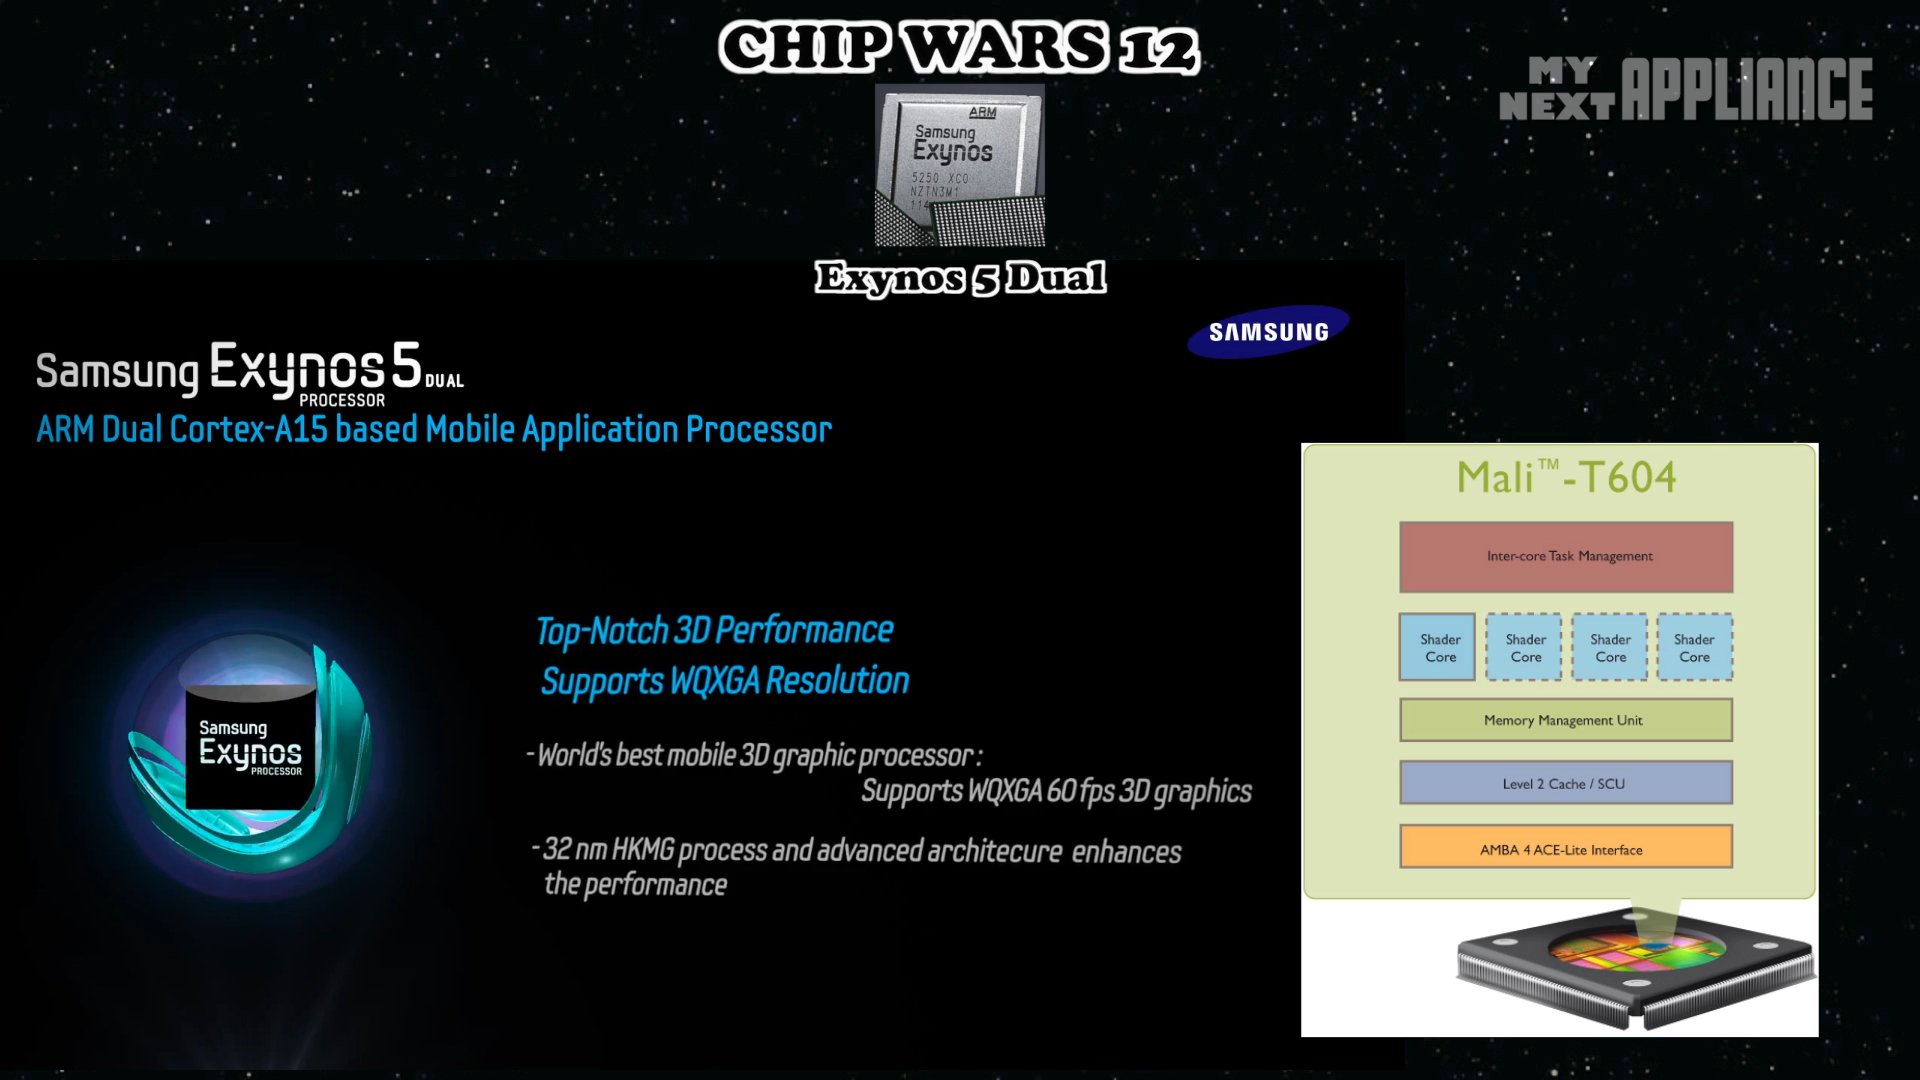 CHIP WARS 12
MY
NEXT APPLIANCE
ARM
Samsung
Exynos
5250 XC0
NZTN3M1
114
Exynos 5 Dual
SAMSUNG
Samsung Exynos 5 DUAL
PROCESSOR
ARM Dual Cortex-A15 based Mobile Application Processor
Top-Notch 3D Performance
Supports WQXGA Resolution
- World's best mobile 3D graphic processor :
Supports WQXGA 60 fps 3D graphics
- 32 nm HKMG process and advanced architecure enhances
the performance
Samsung
Exynos
PROCESSOR
Mali™-T604
Inter-core Task Management
Shader Core
Shader Core
Shader Core
Shader Core
Memory Management Unit
Level 2 Cache / SCU
AMBA 4 ACE-Lite Interface